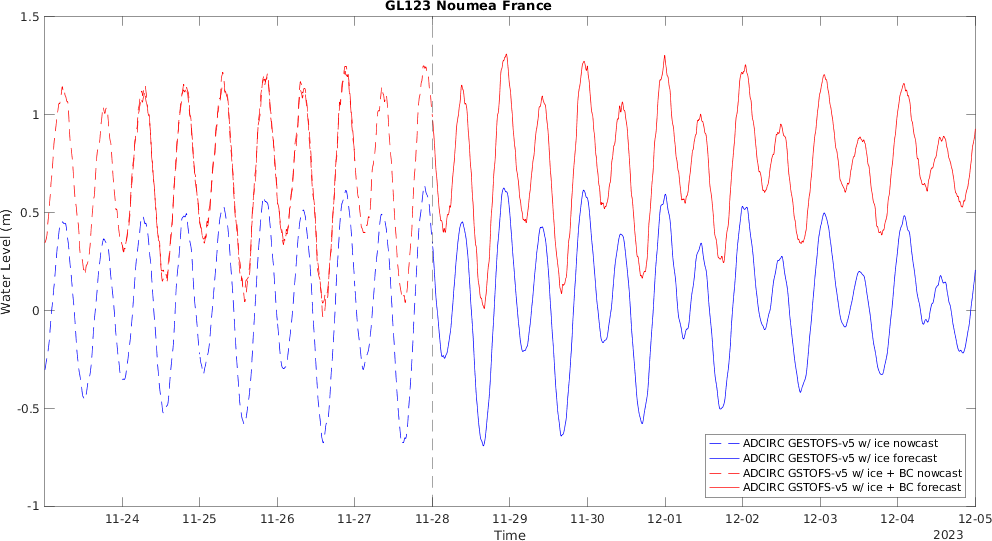 GL123 Noumea France
1.5
1
0.5
0
-0.5
-1
Water Level (m)
11-24 11-25 11-26 11-27 11-28 11-29 11-30 12-01 12-02 12-03 12-04 12-05
Time
2023
ADCIRC GESTOFS-v5 w/ ice nowcast
ADCIRC GESTOFS-v5 w/ ice forecast
ADCIRC GSTOFS-v5 w/ ice + BC nowcast
ADCIRC GSTOFS-v5 w/ ice + BC forecast